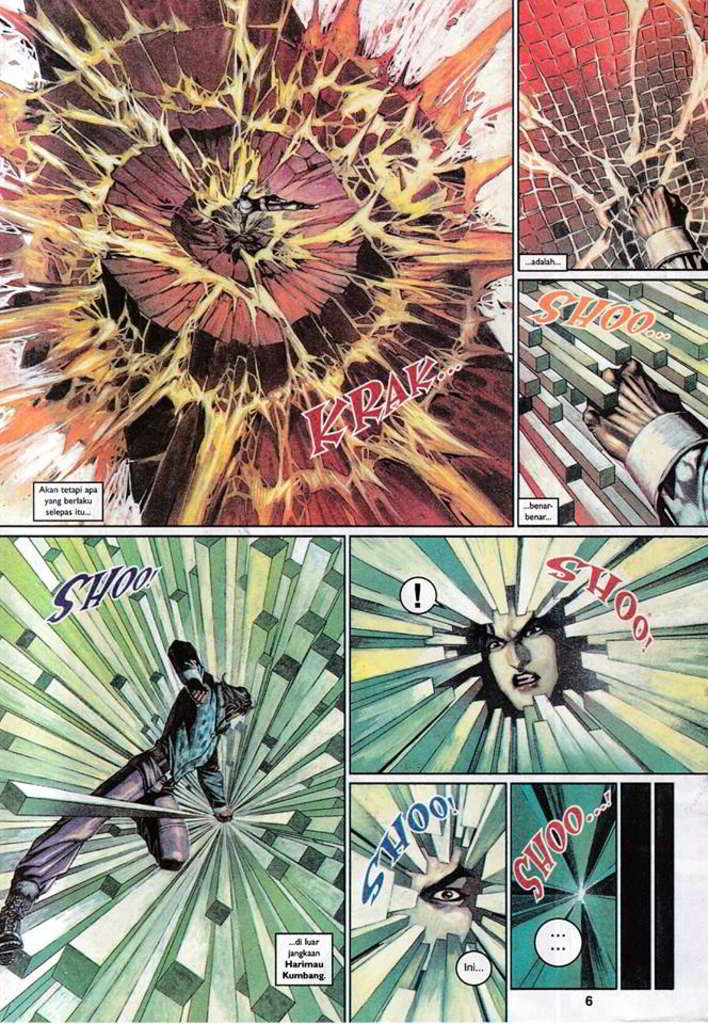 KRAK...
Akan tetapi apa
yang berlaku
selepas itu...
...adalah...
SHOO...
...benar-
benar...
SHOO!
...di luar
jangkaan
Harimau
Kumbang.
!
SHOO!
SHOO!
Ini...
SHOO...!
...
...
6